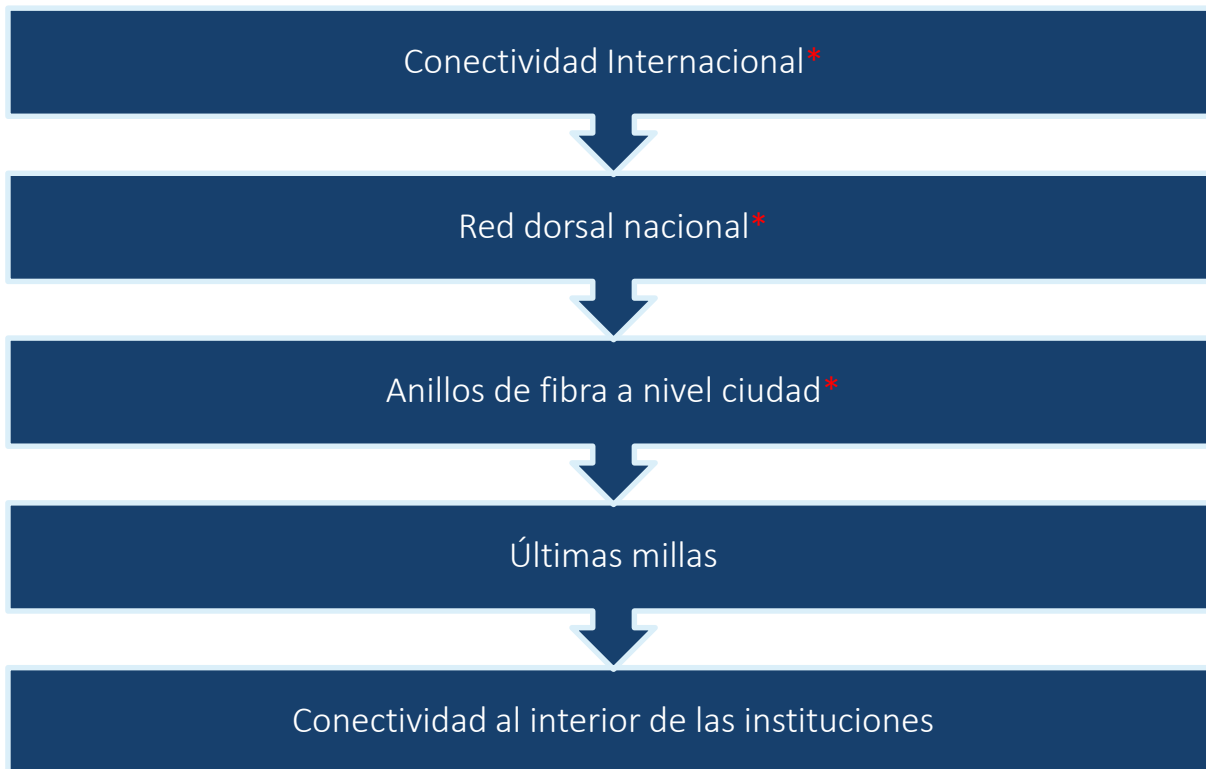 Conectividad Internacional*
Red dorsal nacional*
Anillos de fibra a nivel ciudad*
Últimas millas
Conectividad al interior de las instituciones